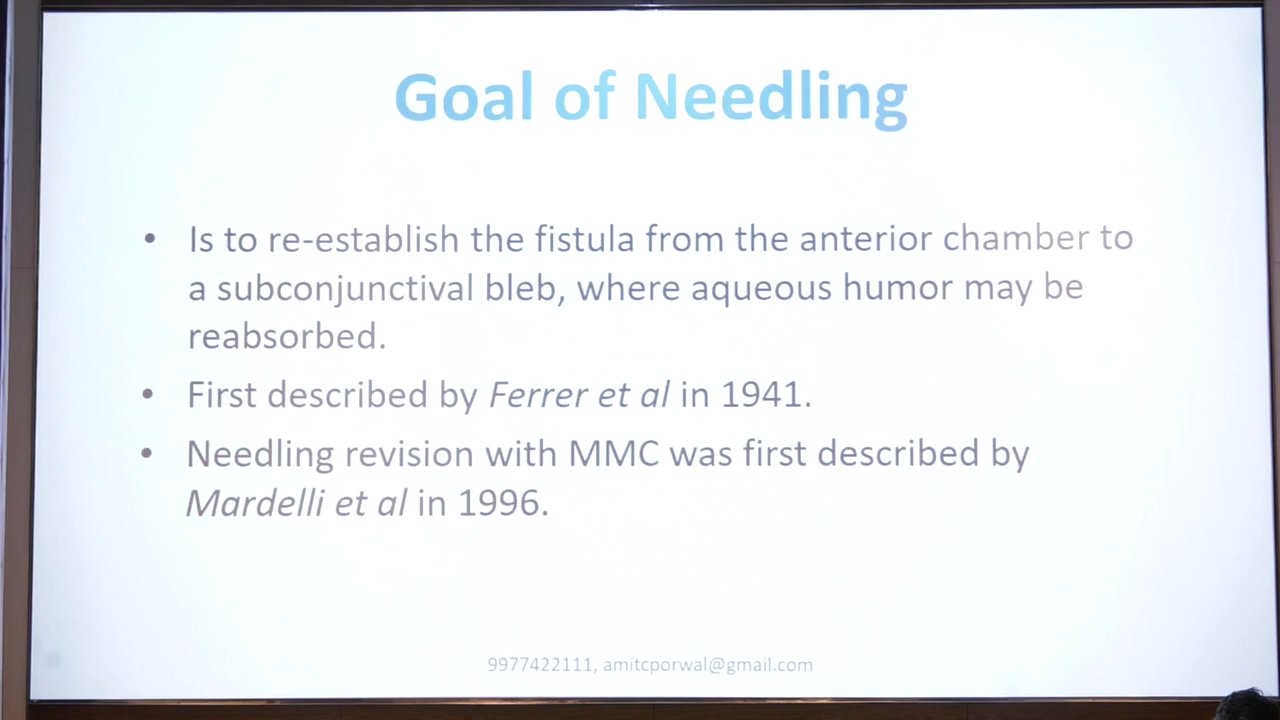 Goal of Needling
• Is to re-establish the fistula from the anterior chamber to
a subconjunctival bleb, where aqueous humor may be
reabsorbed.
• First described by Ferrer et al in 1941.
• Needling revision with MMC was first described by
Mardelli et al in 1996.
9977422111, amitcporwal@gmail.com